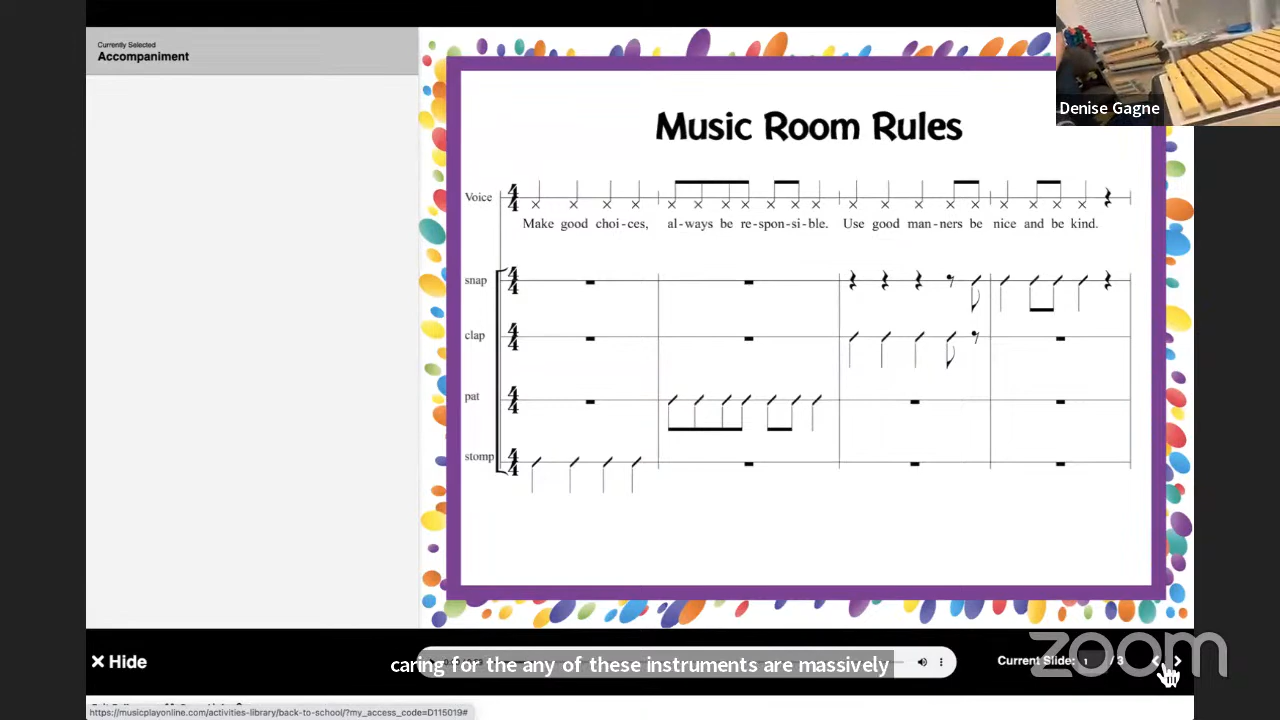 Currently Selected
Accompaniment
Denise Gagne
Music Room Rules
Voice
Make good choi-ces, al-ways be re-spon-si-ble. Use good man-ners be nice and be kind.
snap
clap
pat
stomp
× Hide
caring for the any of these instruments are massively
Current Slide: 1 / 3
zoom
https://musicplayonline.com/activities-library/back-to-school/?my_access_code=D115019#